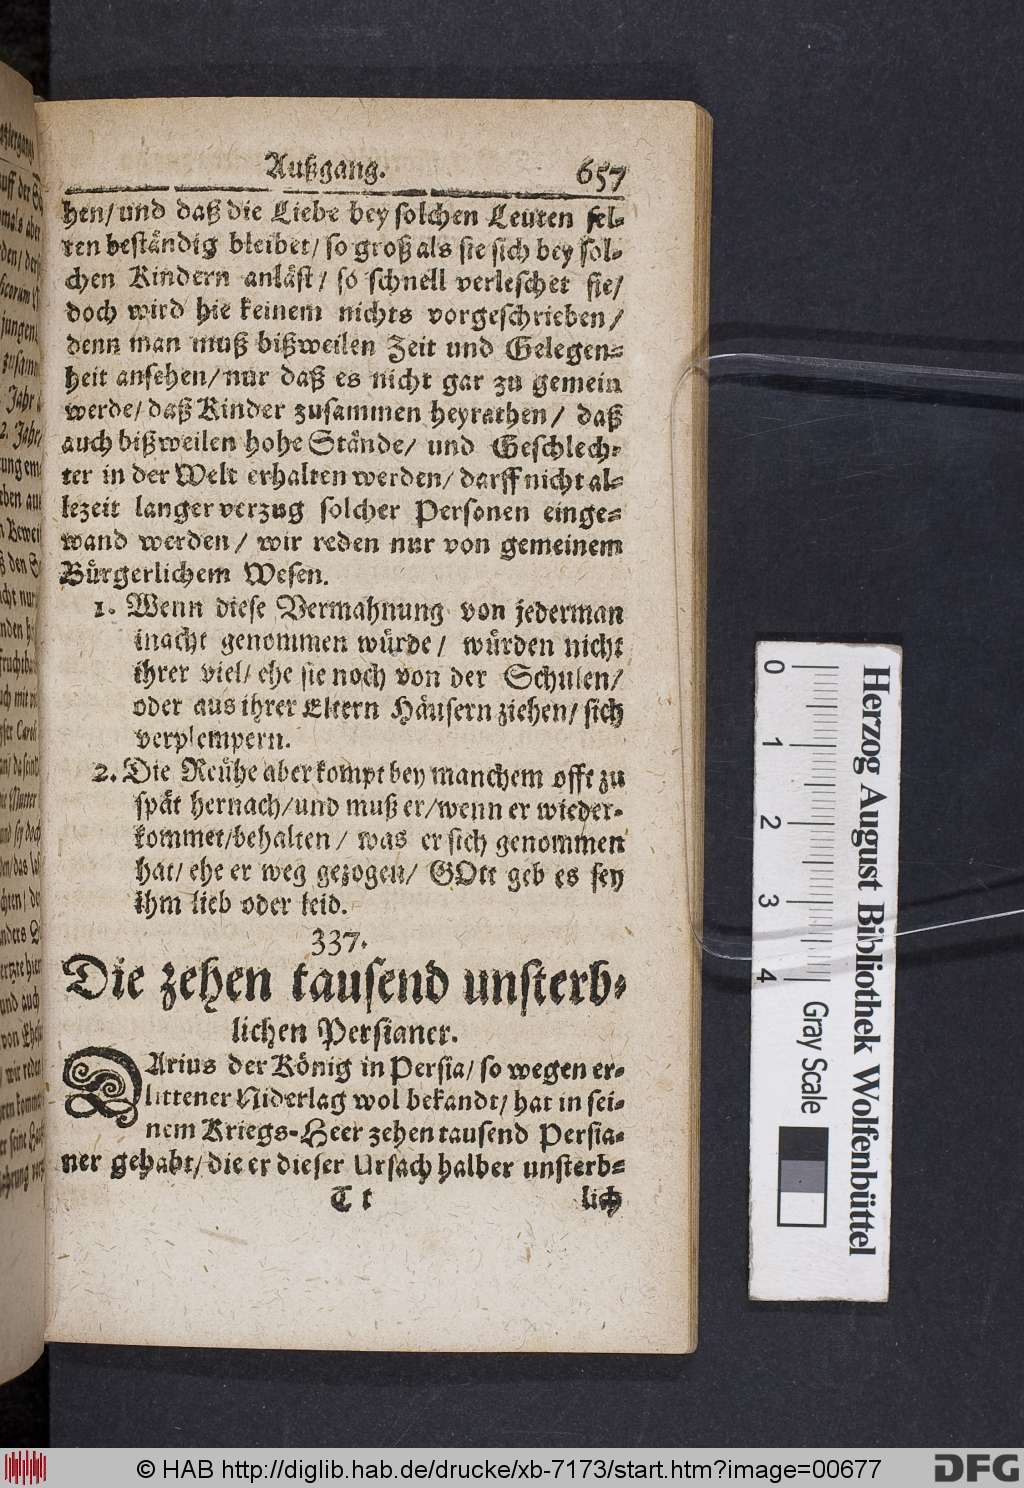 Außgang. 657
hen/ und daß die Liebe bey solchen Leuten sel-
ten beständig bleibet/ so groß als sie sich bey sol-
chen Kindern anläst/ so schnell verleschet sie/
doch wird hie keinem nichts vorgeschrieben/
denn man muß bißweilen Zeit und Gelegen-
heit ansehen/ nur daß es nicht gar zu gemein
werde/ daß Kinder zusammen heyrathen/ daß
auch bißweilen hohe Stände/ und Geschlech-
ter in der Welt erhalten werden/ darff nicht al-
lezeit langer verzug solcher Personen einge-
wand werden/ wir reden nur von gemeinem
Bürgerlichem Wesen.
1. Wenn diese Vermahnung von jederman
inacht genommen würde/ würden nicht
ihrer viel/ ehe sie noch von der Schulen/
oder aus ihrer Eltern Häusern ziehen/ sich
verplempern.
2. Die Reühe aber kompt bey manchem offt zu
spät hernach/ und muß er/ wenn er wieder-
kommet/ behalten/ was er sich genommen
hat/ ehe er weg gezogen/ GOtt geb es sey
ihm lieb oder leid.
337.
Die zehen tausend unsterb-
lichen Persianer.
DArius der König in Persia/ so wegen er-
littener Niderlag wol bekandt/ hat in sei-
nem Kriegs-Heer zehen tausend Persia-
ner gehabt/ die er dieser Ursach halber unsterb-
T t lich
0 1 2 3 4 Gray Scale
Herzog August Bibliothek Wolfenbüttel
© HAB http://diglib.hab.de/drucke/xb-7173/start.htm?image=00677
DFG